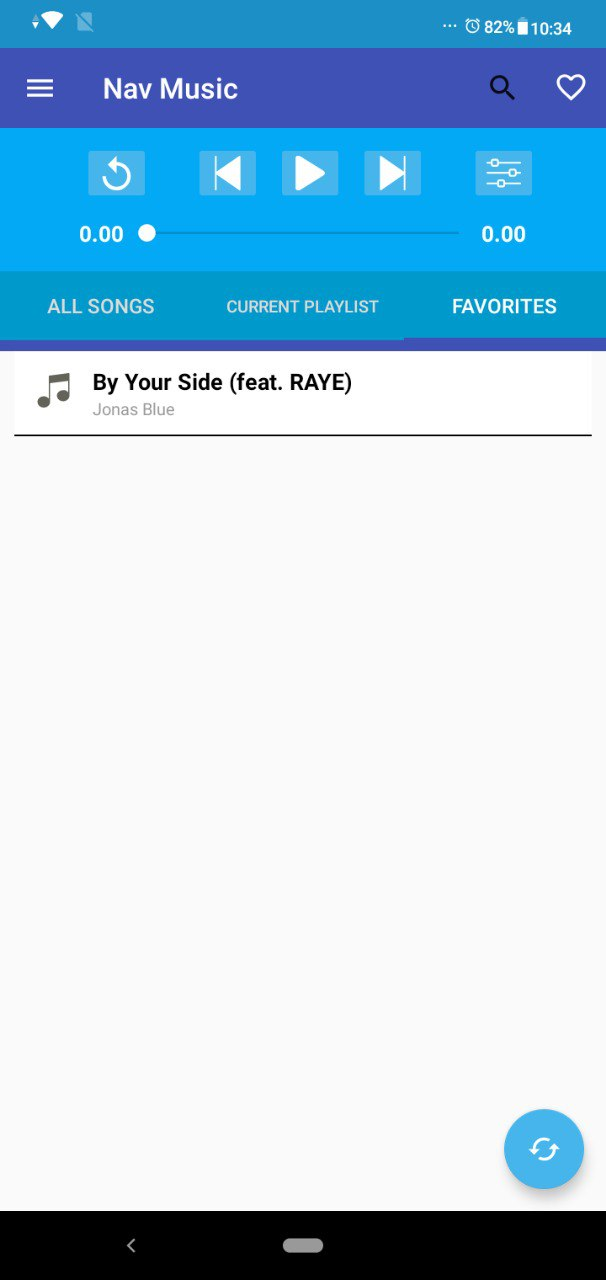 82% 10:34
Nav Music
0.00 0.00
ALL SONGS CURRENT PLAYLIST FAVORITES
By Your Side (feat. RAYE)
Jonas Blue